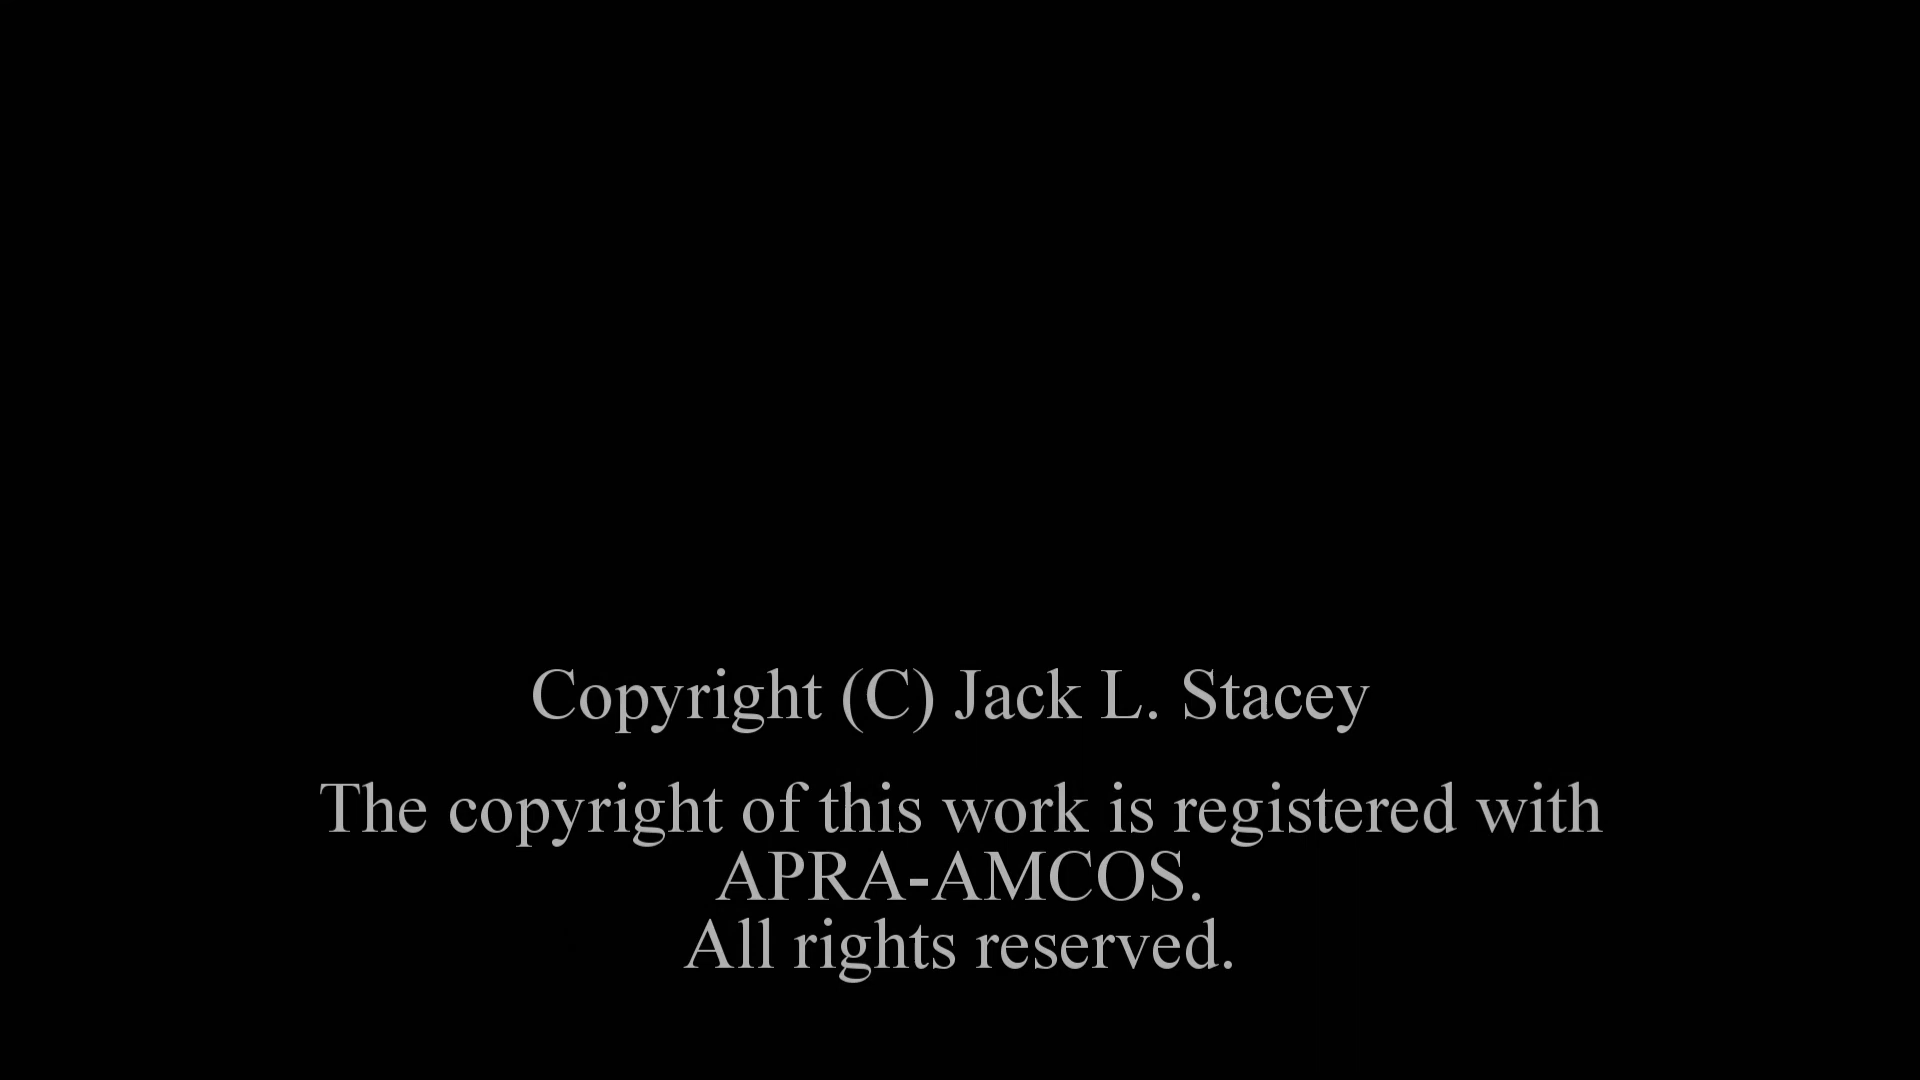 Copyright (C) Jack L. Stacey
The copyright of this work is registered with
APRA-AMCOS.
All rights reserved.